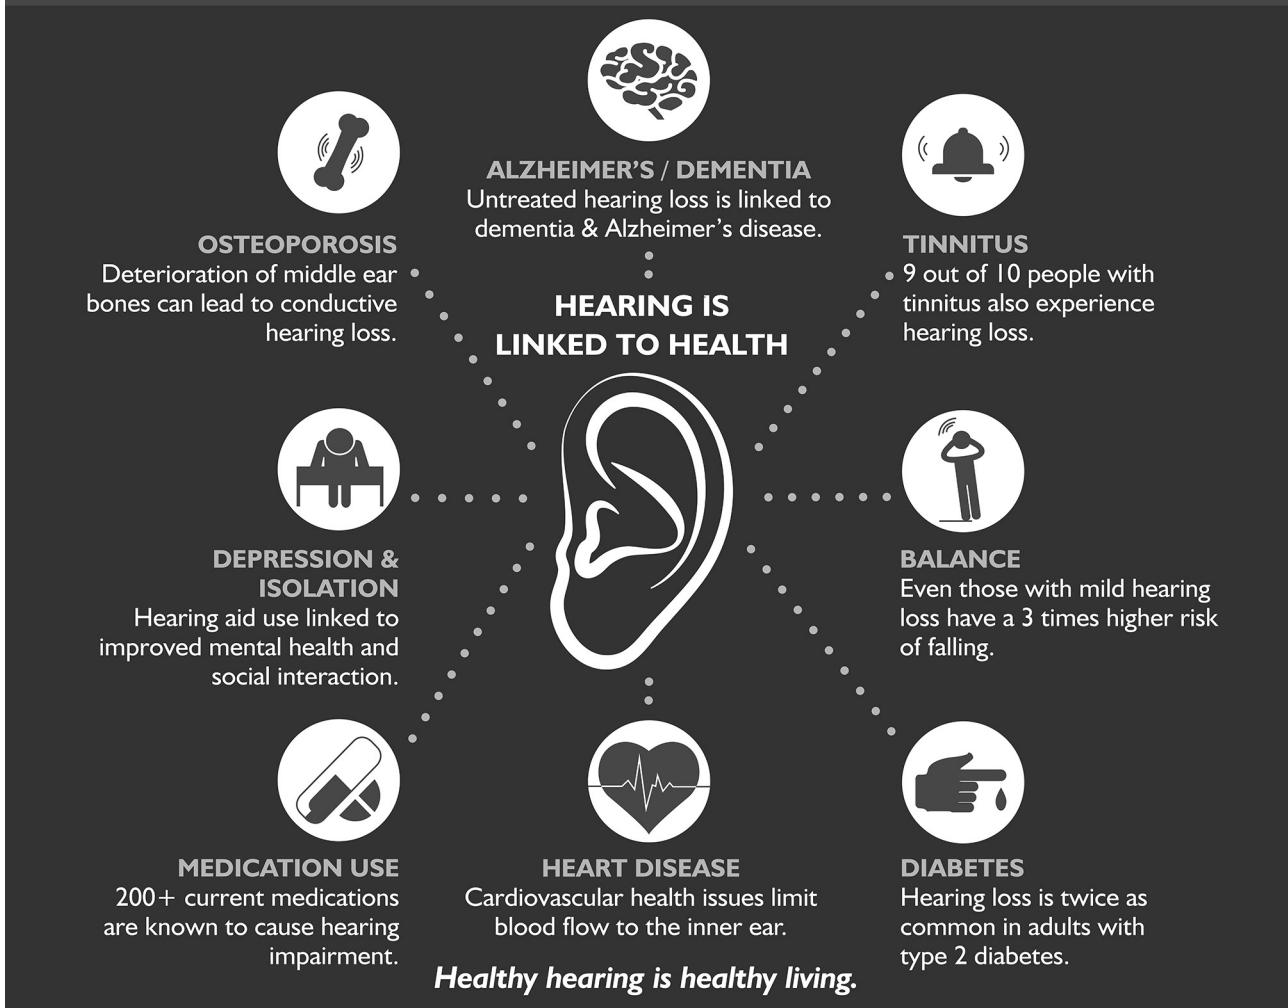 ALZHEIMER'S / DEMENTIA
Untreated hearing loss is linked to
dementia & Alzheimer's disease.
OSTEOPOROSIS
Deterioration of middle ear
bones can lead to conductive
hearing loss.
TINNITUS
9 out of 10 people with
tinnitus also experience
hearing loss.
HEARING IS
LINKED TO HEALTH
DEPRESSION &
ISOLATION
Hearing aid use linked to
improved mental health and
social interaction.
BALANCE
Even those with mild hearing
loss have a 3 times higher risk
of falling.
MEDICATION USE
200+ current medications
are known to cause hearing
impairment.
HEART DISEASE
Cardiovascular health issues limit
blood flow to the inner ear.
DIABETES
Hearing loss is twice as
common in adults with
type 2 diabetes.
Healthy hearing is healthy living.